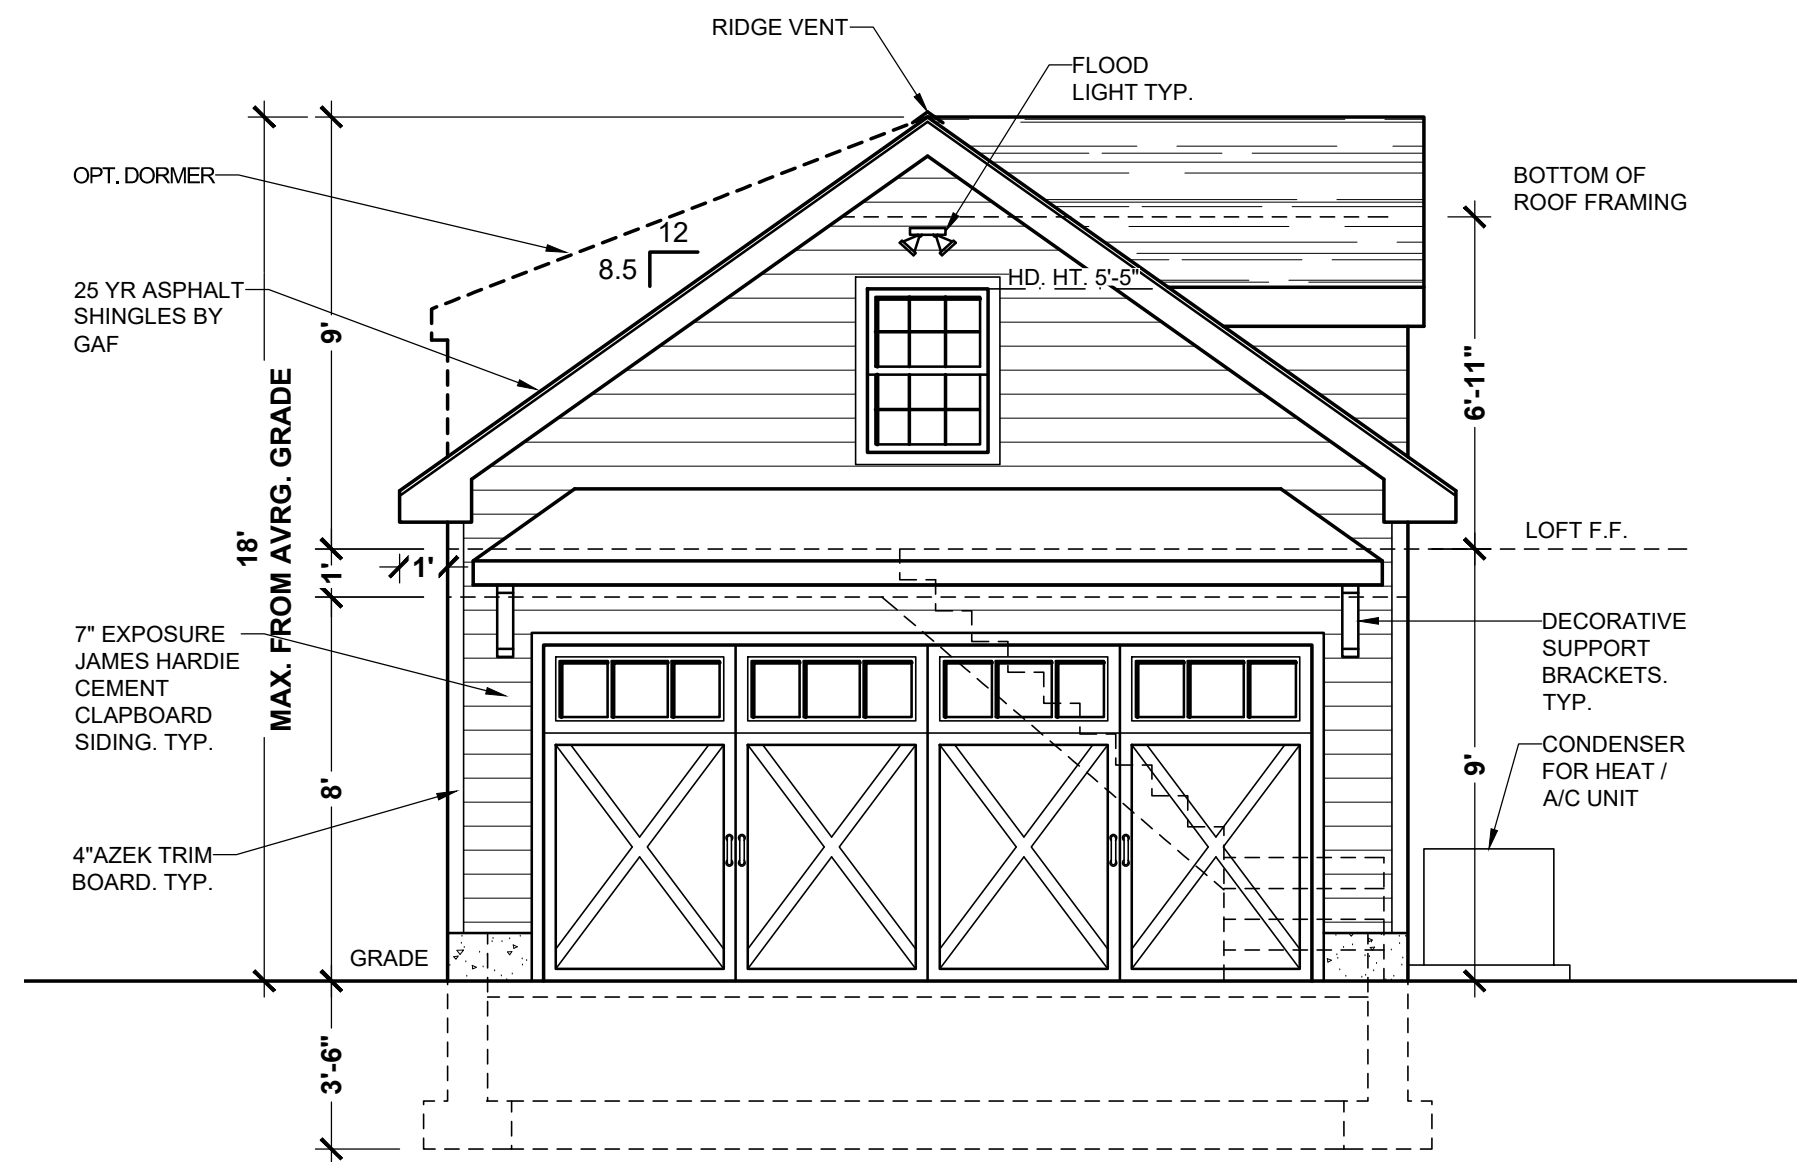 RIDGE VENT
FLOOD
LIGHT TYP.
OPT. DORMER
BOTTOM OF
ROOF FRAMING
12
8.5
HD. HT. 5'-5"
25 YR ASPHALT
SHINGLES BY
GAF
9'
6'-11"
18'
MAX. FROM AVRG. GRADE
LOFT F.F.
1'
1'
7" EXPOSURE
JAMES HARDIE
CEMENT
CLAPBOARD
SIDING. TYP.
DECORATIVE
SUPPORT
BRACKETS.
TYP.
8'
9'
CONDENSER
FOR HEAT /
A/C UNIT
4"AZEK TRIM
BOARD. TYP.
GRADE
3'-6"